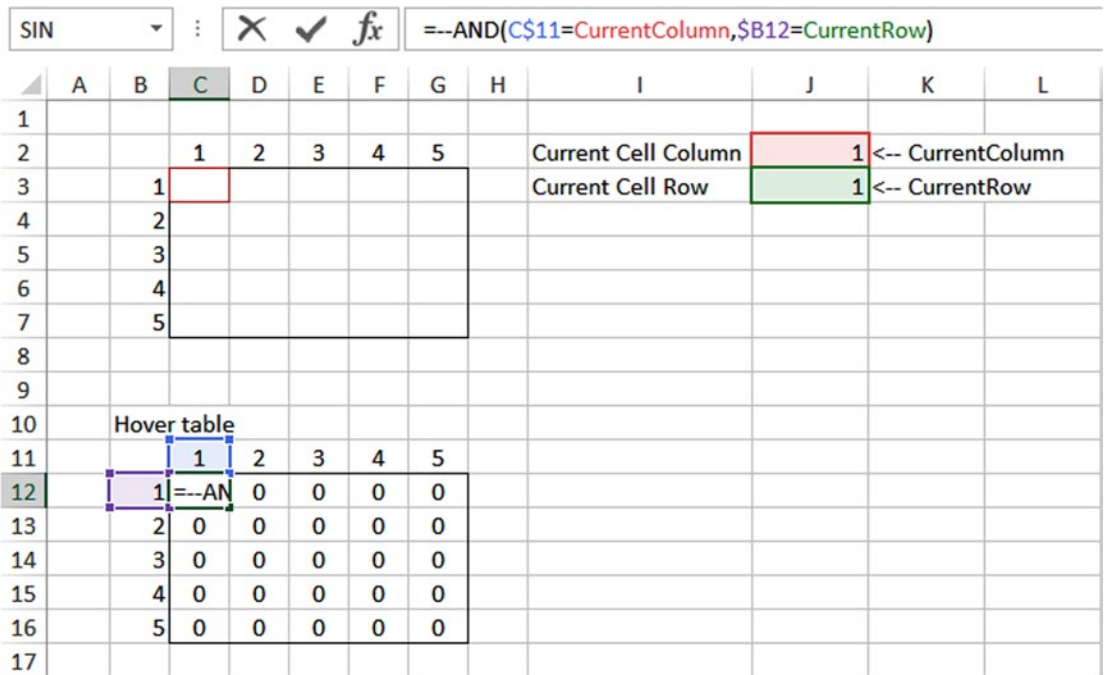 SIN fx =--AND(C$11=CurrentColumn,$B12=CurrentRow)
A B C D E F G H I J K L
1
2 1 2 3 4 5 Current Cell Column 1 <-- CurrentColumn
3 1 Current Cell Row 1 <-- CurrentRow
4 2
5 3
6 4
7 5
8
9
10 Hover table
11 1 2 3 4 5
12 1 =--AN 0 0 0 0
13 2 0 0 0 0 0
14 3 0 0 0 0 0
15 4 0 0 0 0 0
16 5 0 0 0 0 0
17